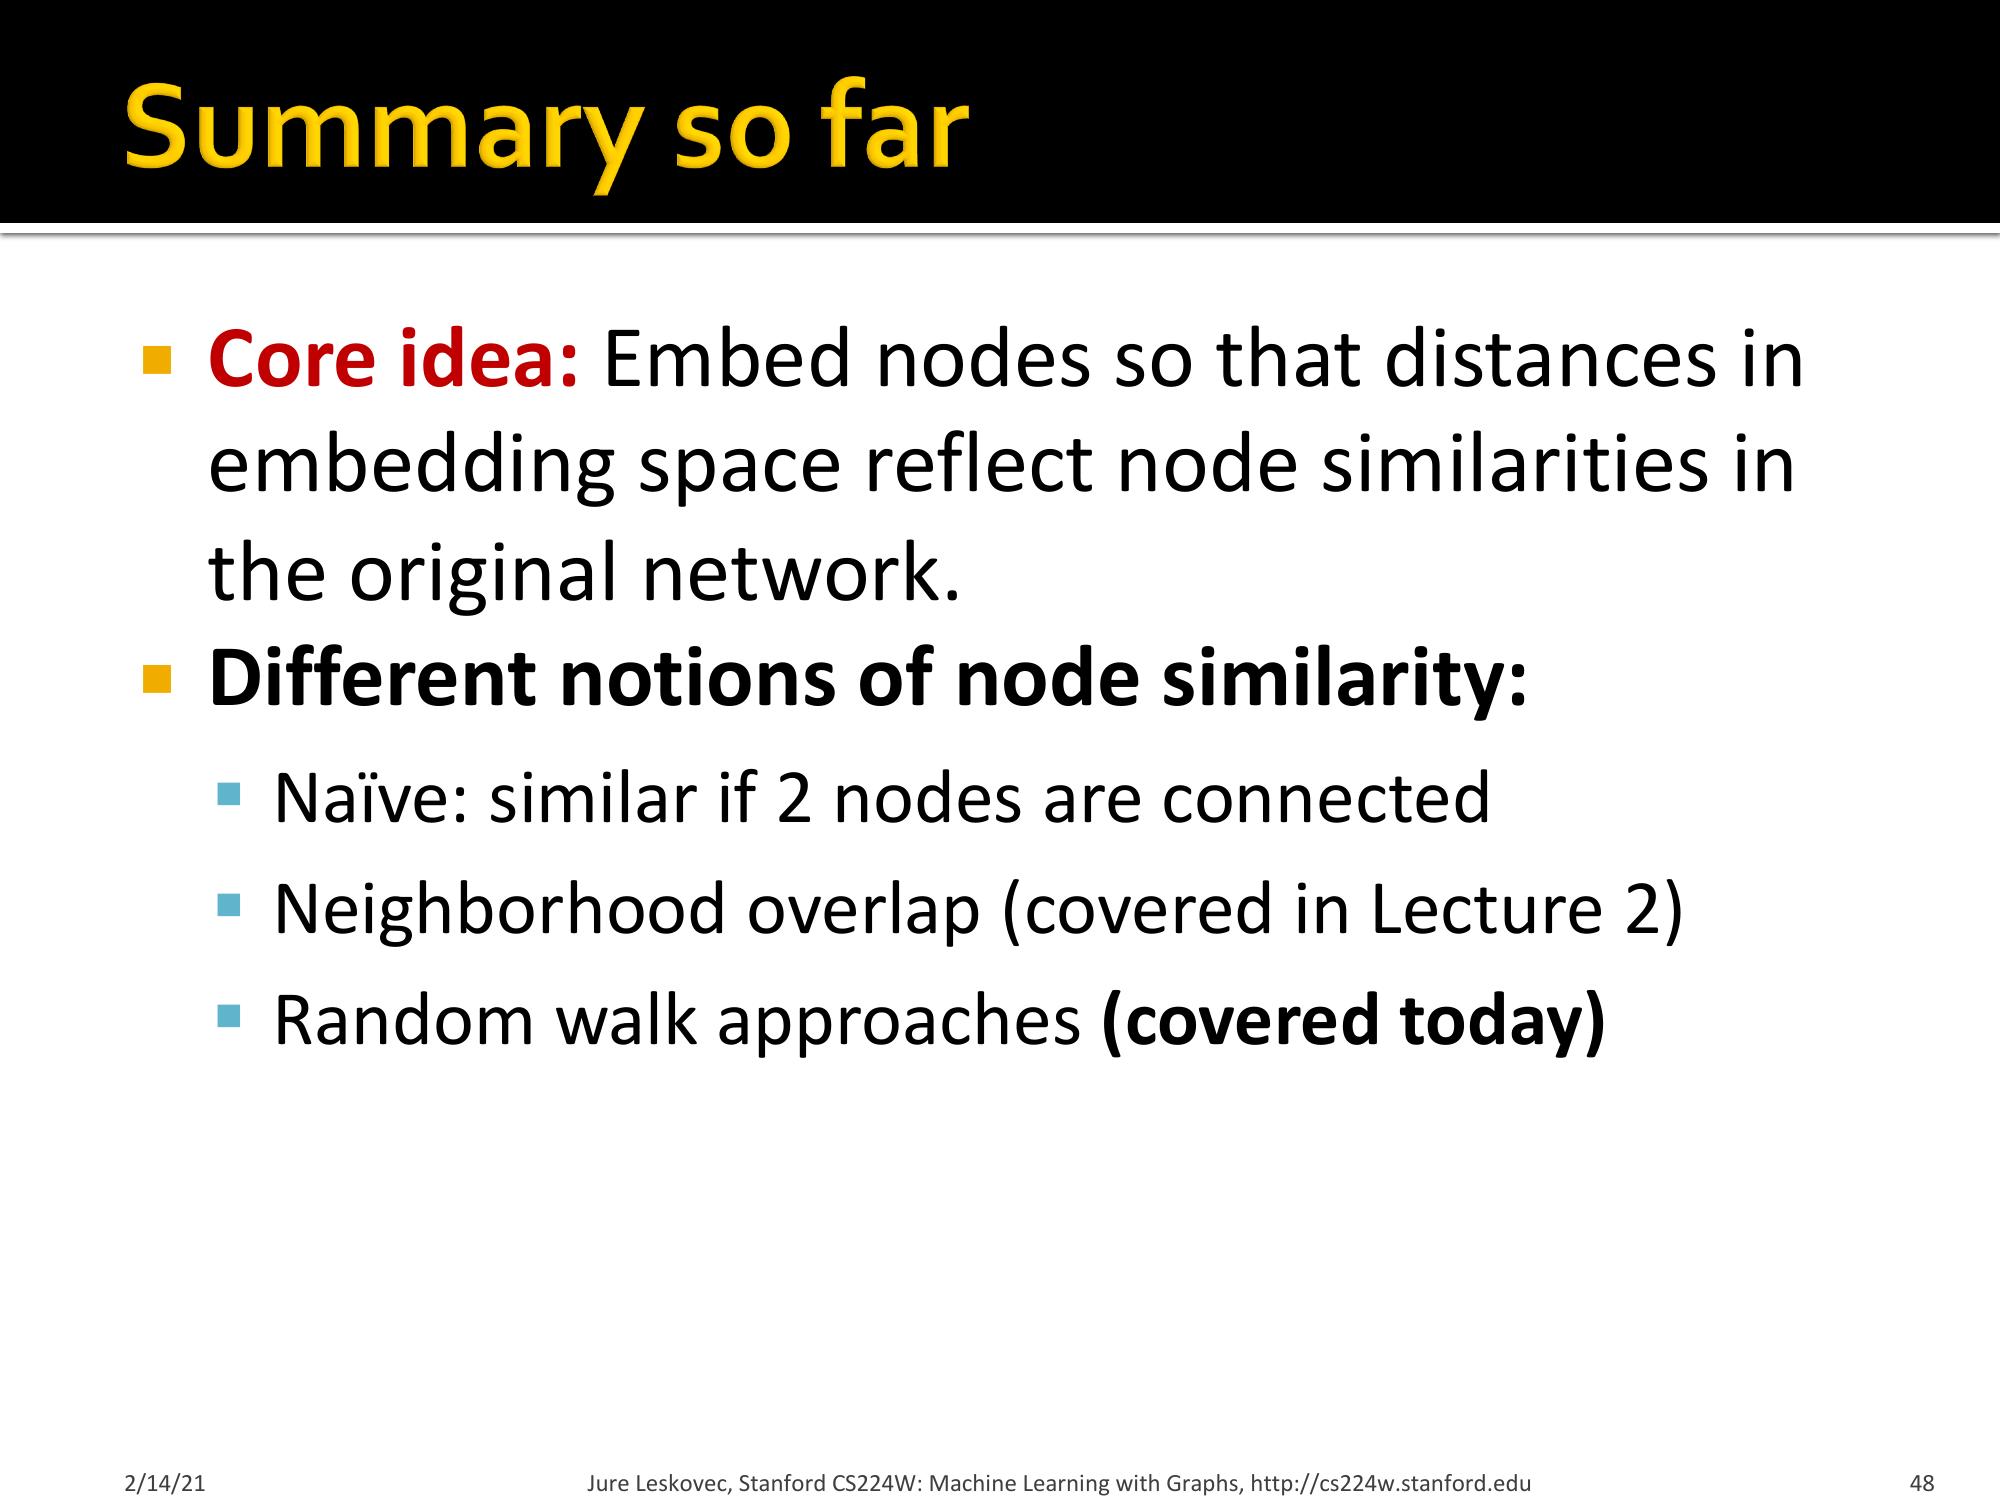 Summary so far
Core idea: Embed nodes so that distances in
embedding space reflect node similarities in
the original network.
Different notions of node similarity:
Naïve: similar if 2 nodes are connected
Neighborhood overlap (covered in Lecture 2)
Random walk approaches (covered today)
2/14/21
Jure Leskovec, Stanford CS224W: Machine Learning with Graphs, http://cs224w.stanford.edu
48